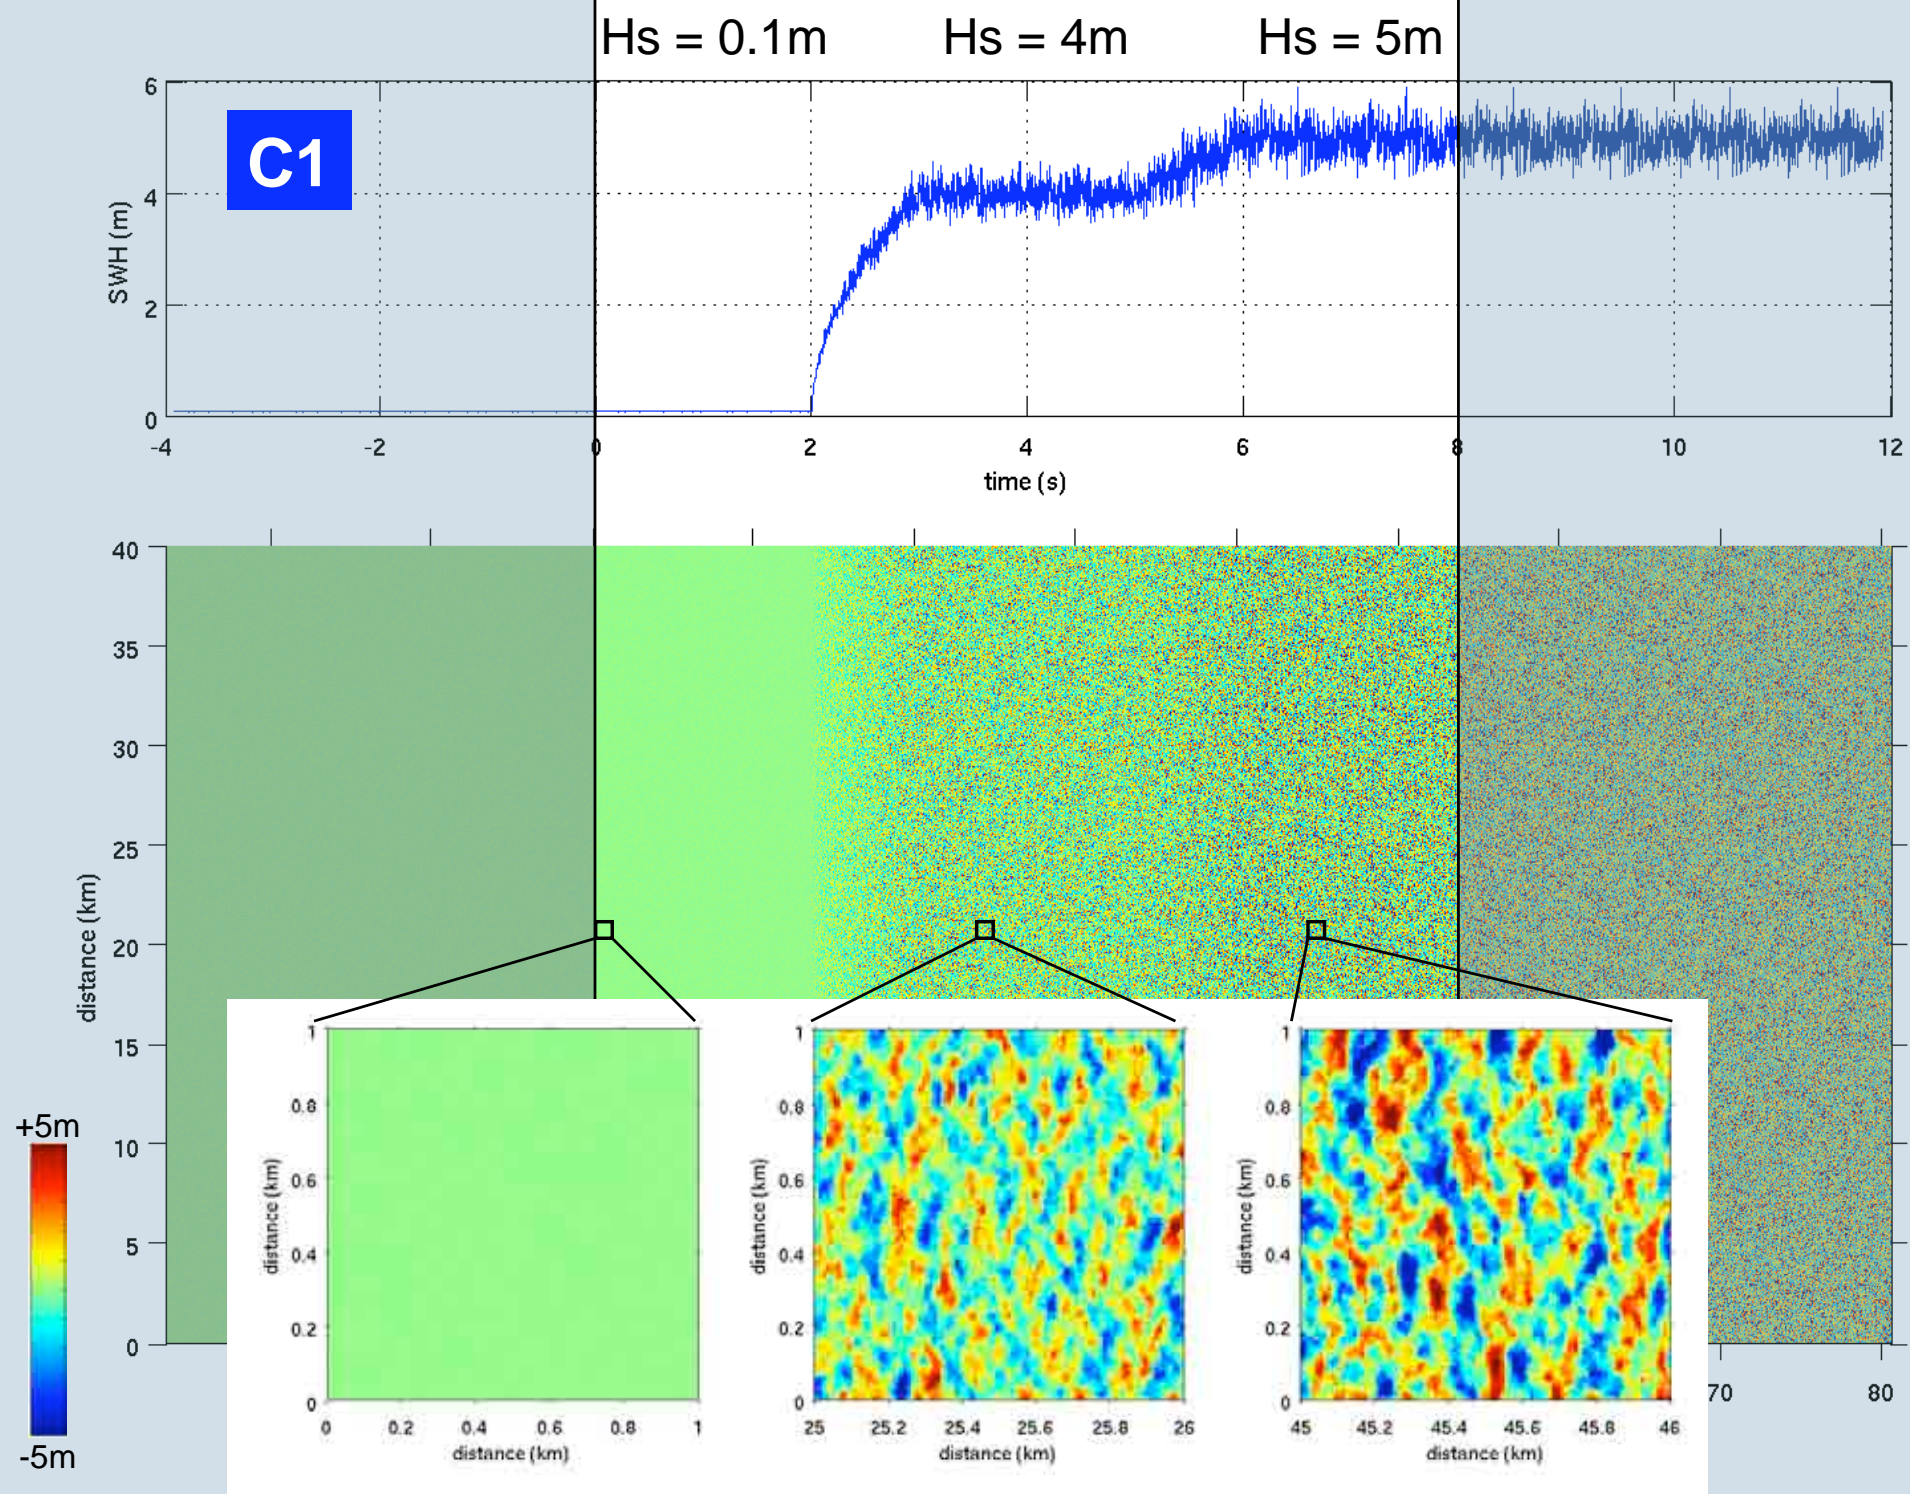 Hs = 0.1m Hs = 4m Hs = 5m
C1
SWH (m)
6
4
2
0
-4 -2 0 2 4 6 8 10 12
time (s)
distance (km)
40
35
30
25
20
15
10
5
0
70 80
+5m
-5m
distance (km)
1
0.8
0.6
0.4
0.2
0
0 0.2 0.4 0.6 0.8 1
distance (km)
distance (km)
1
0.8
0.6
0.4
0.2
0
25 25.2 25.4 25.6 25.8 26
distance (km)
distance (km)
1
0.8
0.6
0.4
0.2
0
45 45.2 45.4 45.6 45.8 46
distance (km)